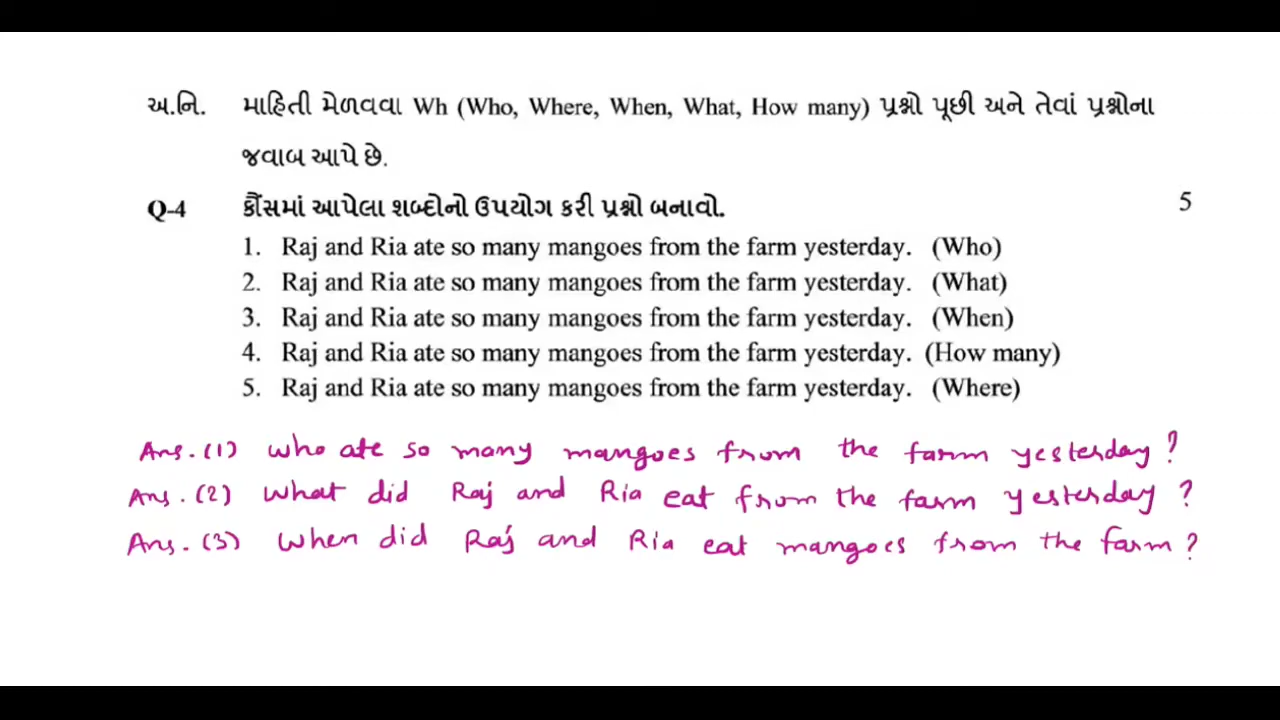 અ.નિ. માહિતી મેળવવા Wh (Who, Where, When, What, How many) પ્રશ્નો પૂછી અને તેવાં પ્રશ્નોના
જવાબ આપે છે.
Q-4 કૌંસમાં આપેલા શબ્દોનો ઉપયોગ કરી પ્રશ્નો બનાવો. 5
1. Raj and Ria ate so many mangoes from the farm yesterday. (Who)
2. Raj and Ria ate so many mangoes from the farm yesterday. (What)
3. Raj and Ria ate so many mangoes from the farm yesterday. (When)
4. Raj and Ria ate so many mangoes from the farm yesterday. (How many)
5. Raj and Ria ate so many mangoes from the farm yesterday. (Where)
Ans. (1) Who ate so many mangoes from the farm yesterday?
Ans. (2) What did Raj and Ria eat from the farm yesterday?
Ans. (3) When did Raj and Ria eat mangoes from the farm?